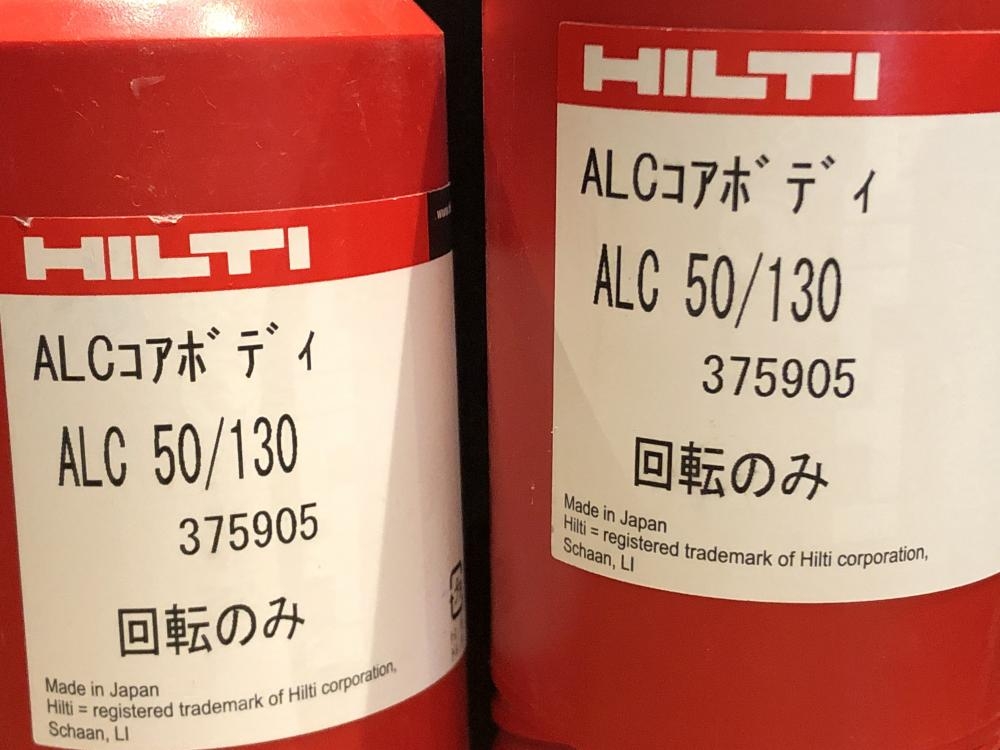 HILTI
ALCコアボディ
ALC 50/130
375905
回転のみ
Made in Japan
Hilti = registered trademark of Hilti corporation,
Schaan, LI
HILTI
ALCコアボディ
ALC 50/130
375905
回転のみ
Made in Japan
Hilti = registered trademark of Hilti corporation,
Schaan, LI